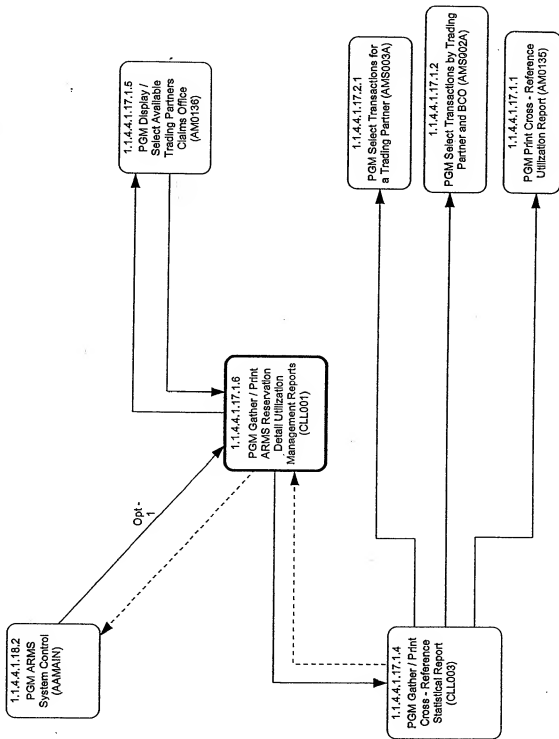 1.1.4.4.1.18.2
PGM ARMS
System Control
(AAMAIN)
Opt -
1
1.1.4.4.1.17.1.5
PGM Display /
Select Available
Trading Partners
Claims Office
(AM0136)
1.1.4.4.1.17.1.6
PGM Gather / Print
ARMS Reservation
Detail Utilization
Management Reports
(CLL001)
1.1.4.4.1.17.1.4
PGM Gather / Print
Cross - Reference
Statistical Report
(CLL003)
1.1.4.4.1.17.2.1
PGM Select Transactions for
a Trading Partner (AMS003A)
1.1.4.4.1.17.1.2
PGM Select Transactions by Trading
Partner and BCO (AMS002A)
1.1.4.4.1.17.1.1
PGM Print Cross - Reference
Utilization Report (AM0135)